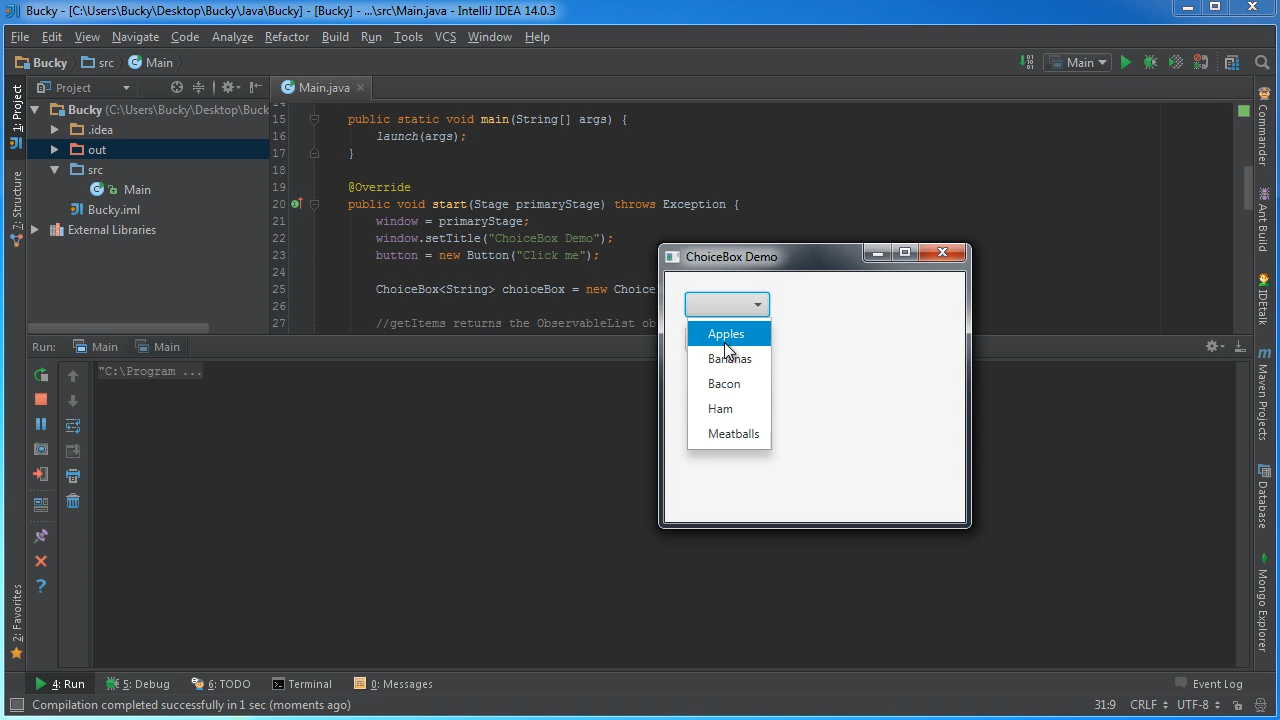 Bucky - [C:\Users\Bucky\Desktop\Bucky\Java\Bucky] - [Bucky] - ...\src\Main.java - IntelliJ IDEA 14.0.3
File Edit View Navigate Code Analyze Refactor Build Run Tools VCS Window Help
Bucky src Main Main
1: Project
7: Structure
2: Favorites
Project
Bucky (C:\Users\Bucky\Desktop\Buck
.idea
out
src
Main
Bucky.iml
External Libraries
Main.java
14
15 public static void main(String[] args) {
16 launch(args);
17 }
18
19 @Override
20 public void start(Stage primaryStage) throws Exception {
21 window = primaryStage;
22 window.setTitle("ChoiceBox Demo");
23 button = new Button("Click me");
24
25 ChoiceBox<String> choiceBox = new Choice
26
27 //getItems returns the ObservableList ob
ChoiceBox Demo
Apples
Bananas
Bacon
Ham
Meatballs
Run: Main Main
"C:\Program ...
Commander
Ant Build
IDEtalk
m
Maven Projects
Database
Mongo Explorer
4: Run 5: Debug 6: TODO Terminal 0: Messages Event Log
Compilation completed successfully in 1 sec (moments ago) 31:9 CRLF UTF-8